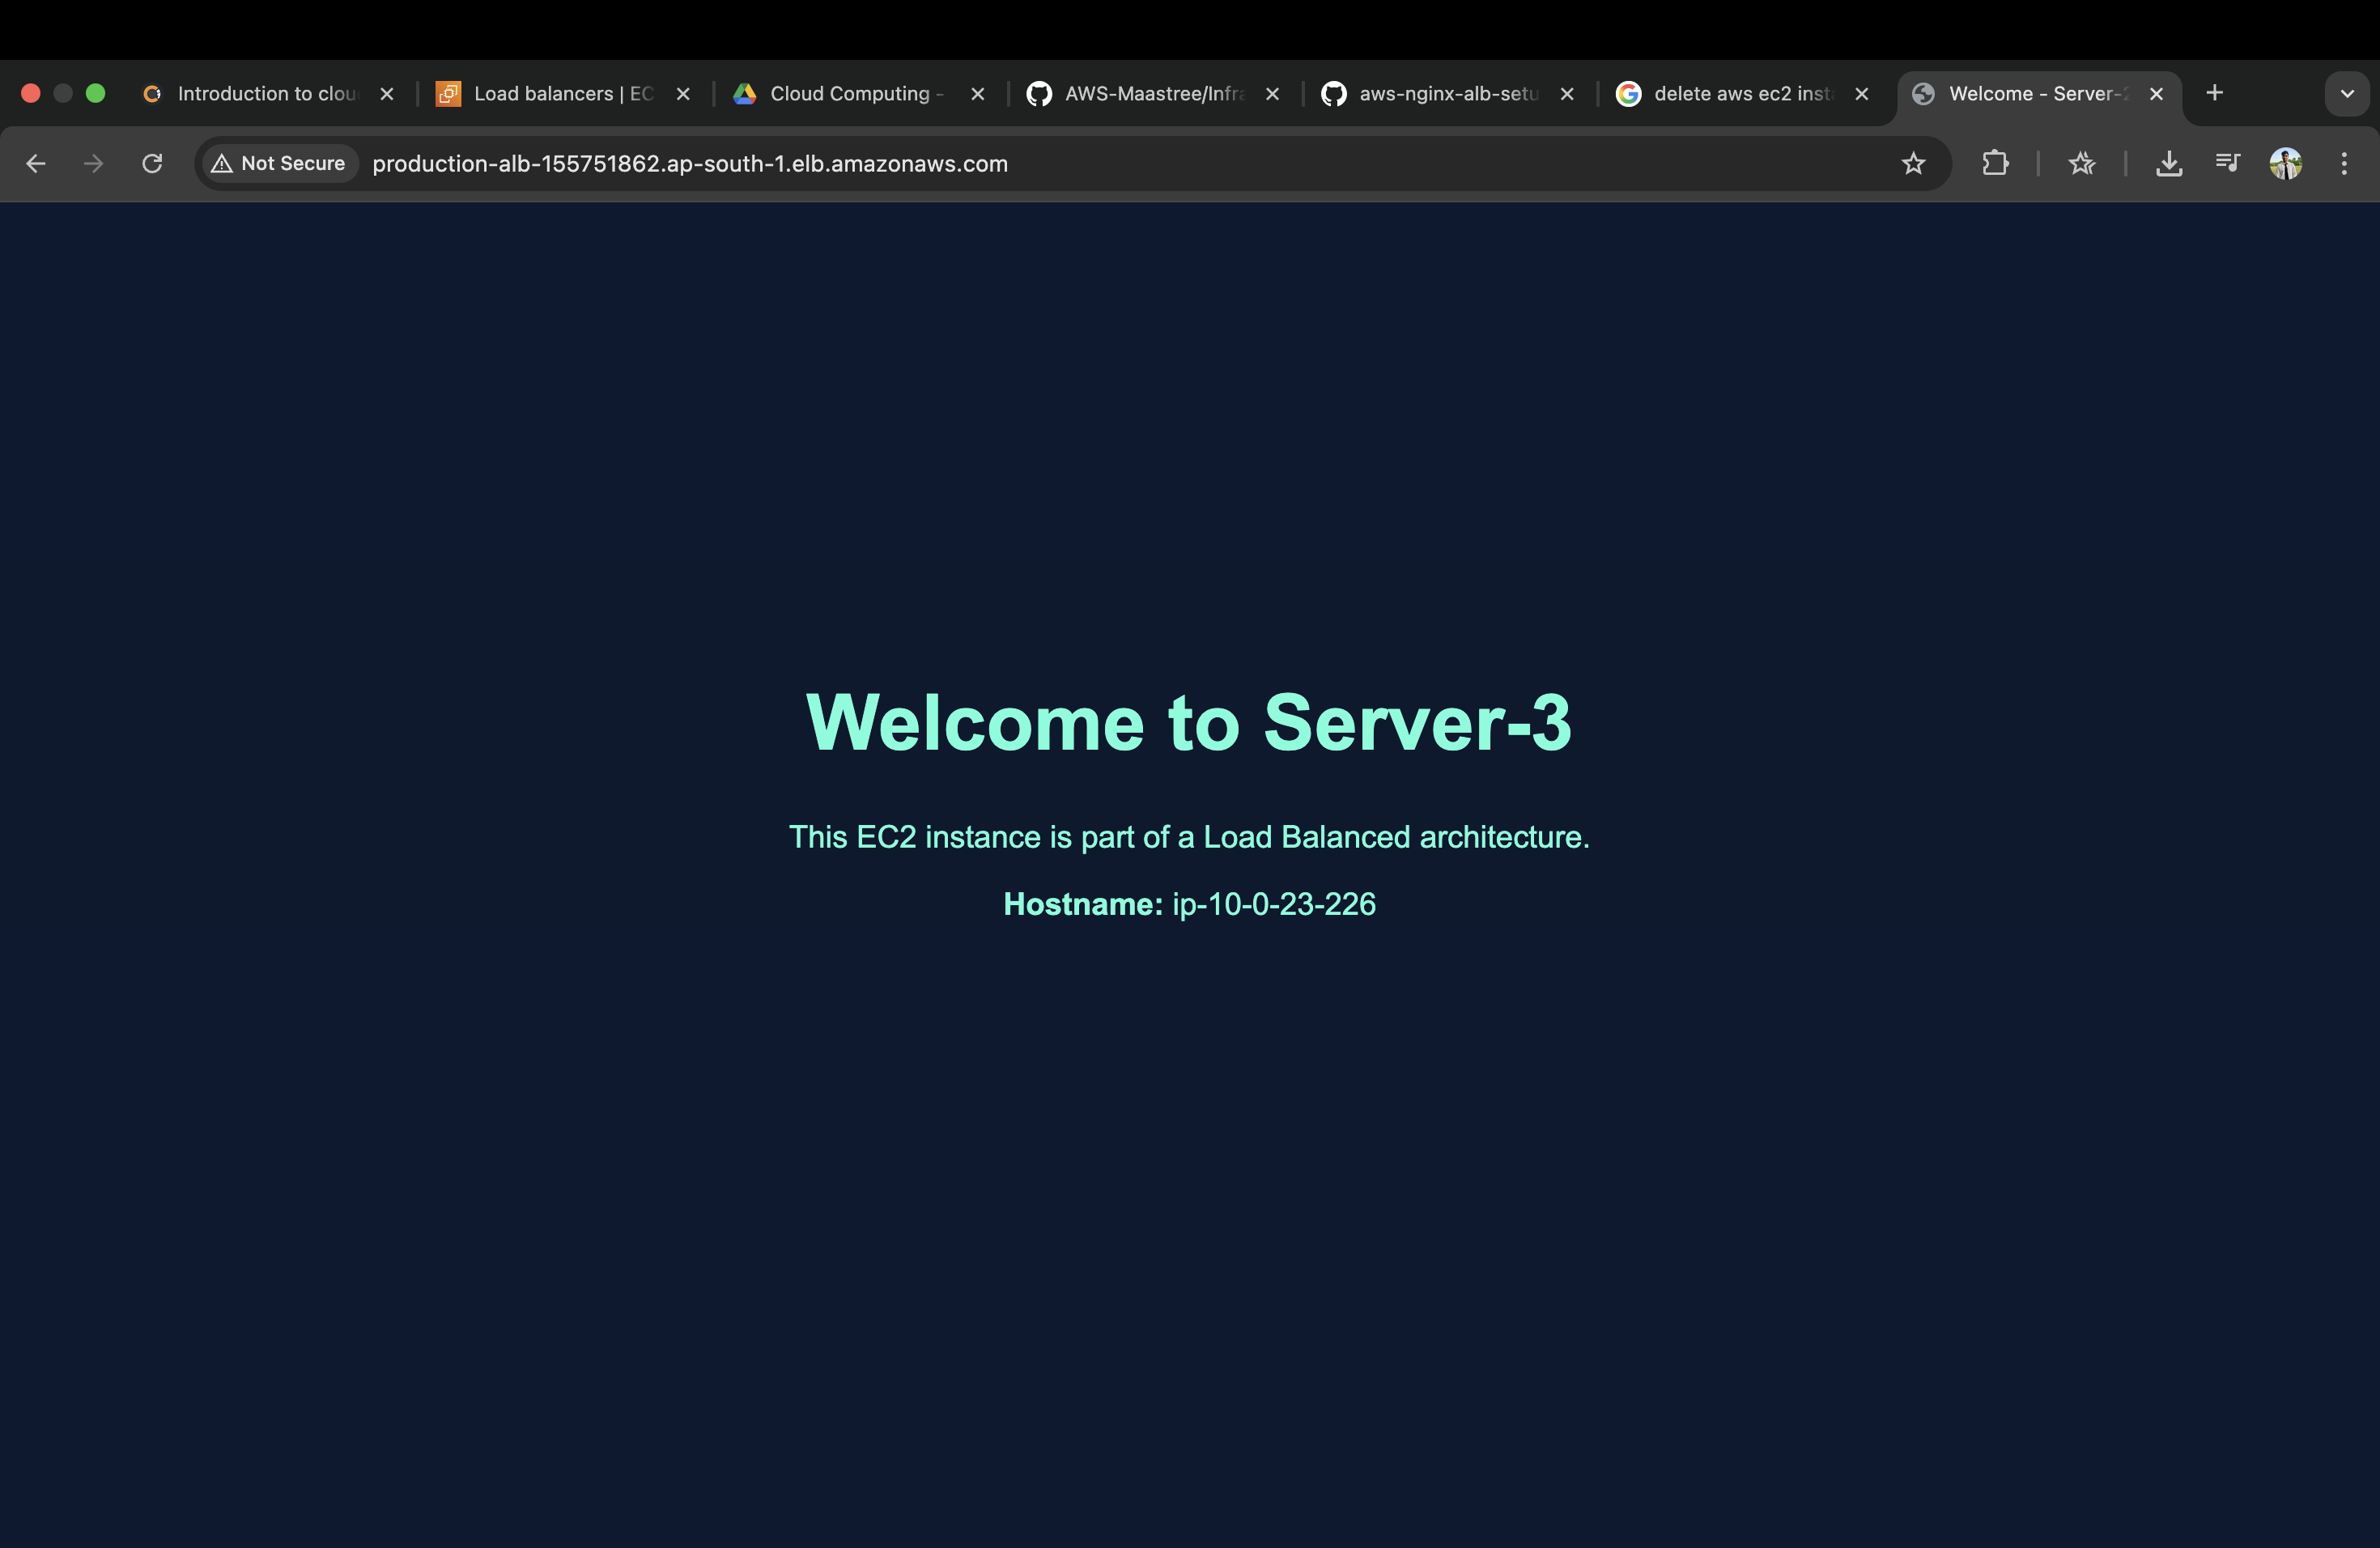 Introduction to clou
Load balancers | EC
Cloud Computing -
AWS-Maastree/Infra
aws-nginx-alb-setu
delete aws ec2 inst
Welcome - Server-
Not Secure
production-alb-155751862.ap-south-1.elb.amazonaws.com
Welcome to Server-3
This EC2 instance is part of a Load Balanced architecture.
Hostname: ip-10-0-23-226